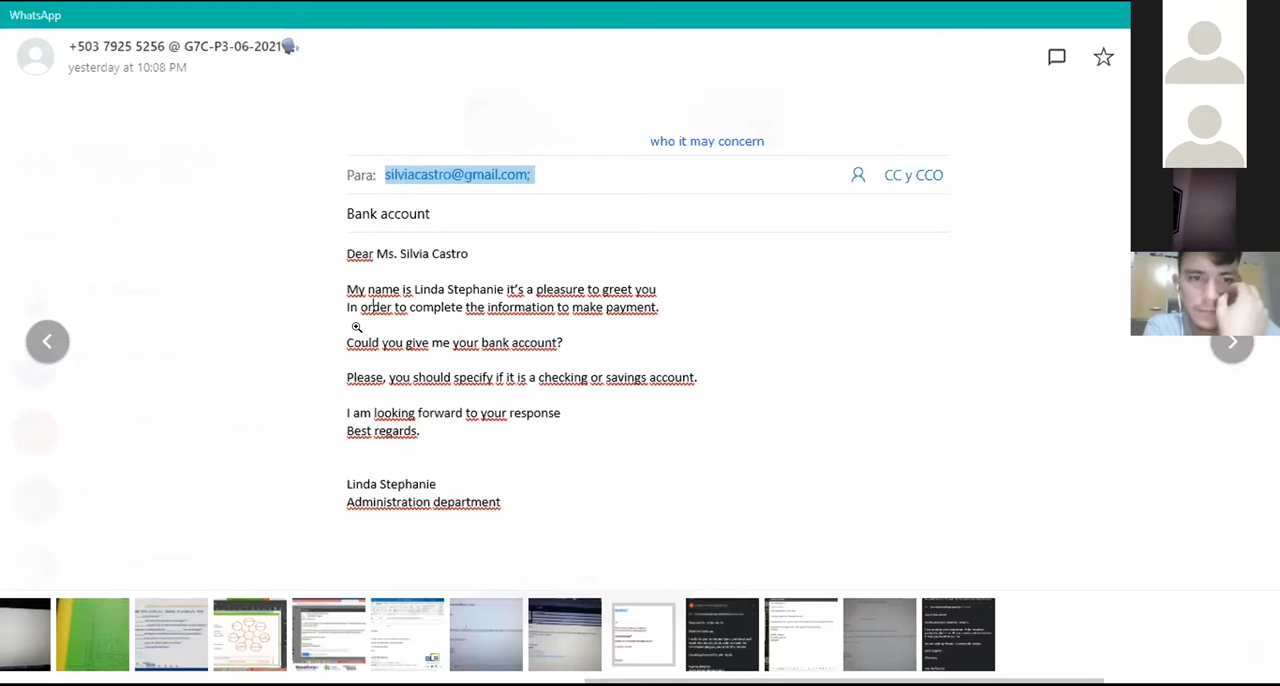 WhatsApp
+503 7925 5256 @ G7C-P3-06-2021
yesterday at 10:08 PM
who it may concern
Para: silviacastro@gmail.com;
CC y CCO
Bank account
Dear Ms. Silvia Castro
My name is Linda Stephanie it's a pleasure to greet you
In order to complete the information to make payment.
Could you give me your bank account?
Please, you should specify if it is a checking or savings account.
I am looking forward to your response
Best regards.
Linda Stephanie
Administration department